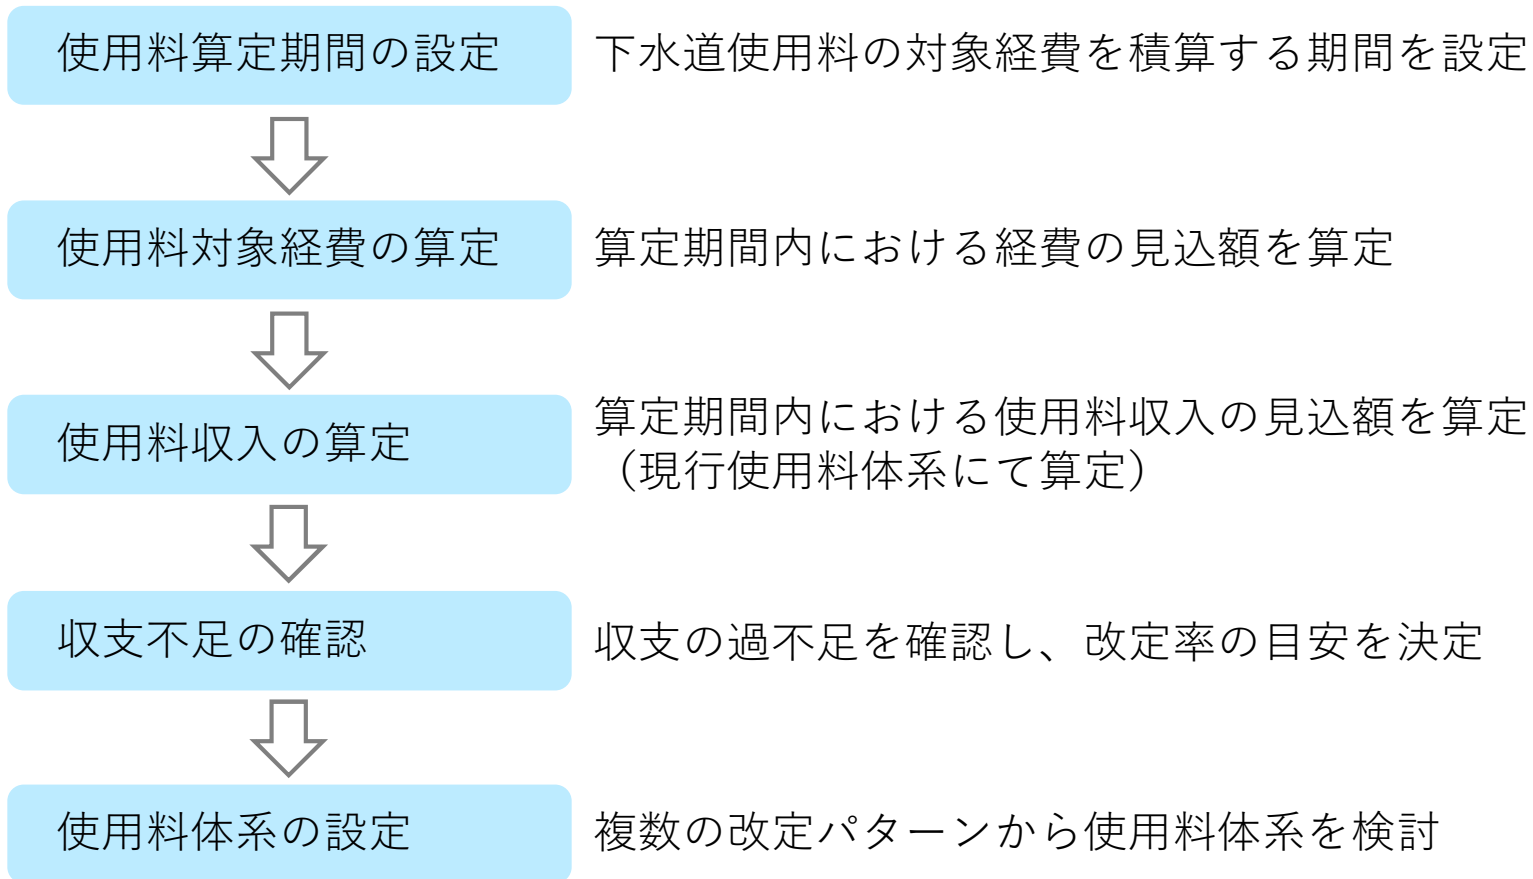 使用料算定期間の設定
下水道使用料の対象経費を積算する期間を設定
使用料対象経費の算定
算定期間内における経費の見込額を算定
使用料収入の算定
算定期間内における使用料収入の見込額を算定
（現行使用料体系にて算定）
収支不足の確認
収支の過不足を確認し、改定率の目安を決定
使用料体系の設定
複数の改定パターンから使用料体系を検討